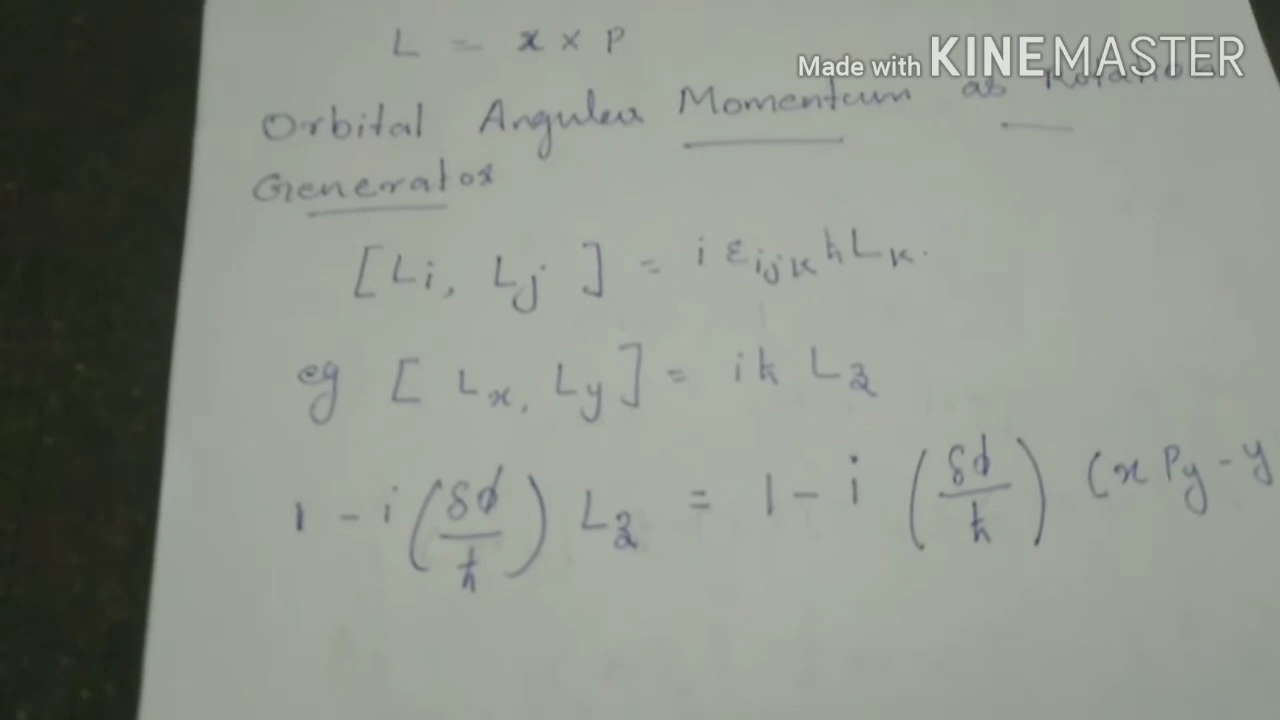 L = x × P
Made with KINEMASTER
Orbital Angular Momentum as Rotation
Generator
[Li, Lj] = i εijk ħ Lk.
eg [Lx, Ly] = iħ Lz
1 - i (δϕ/ħ) Lz = 1 - i (δϕ/ħ) (x Py - y